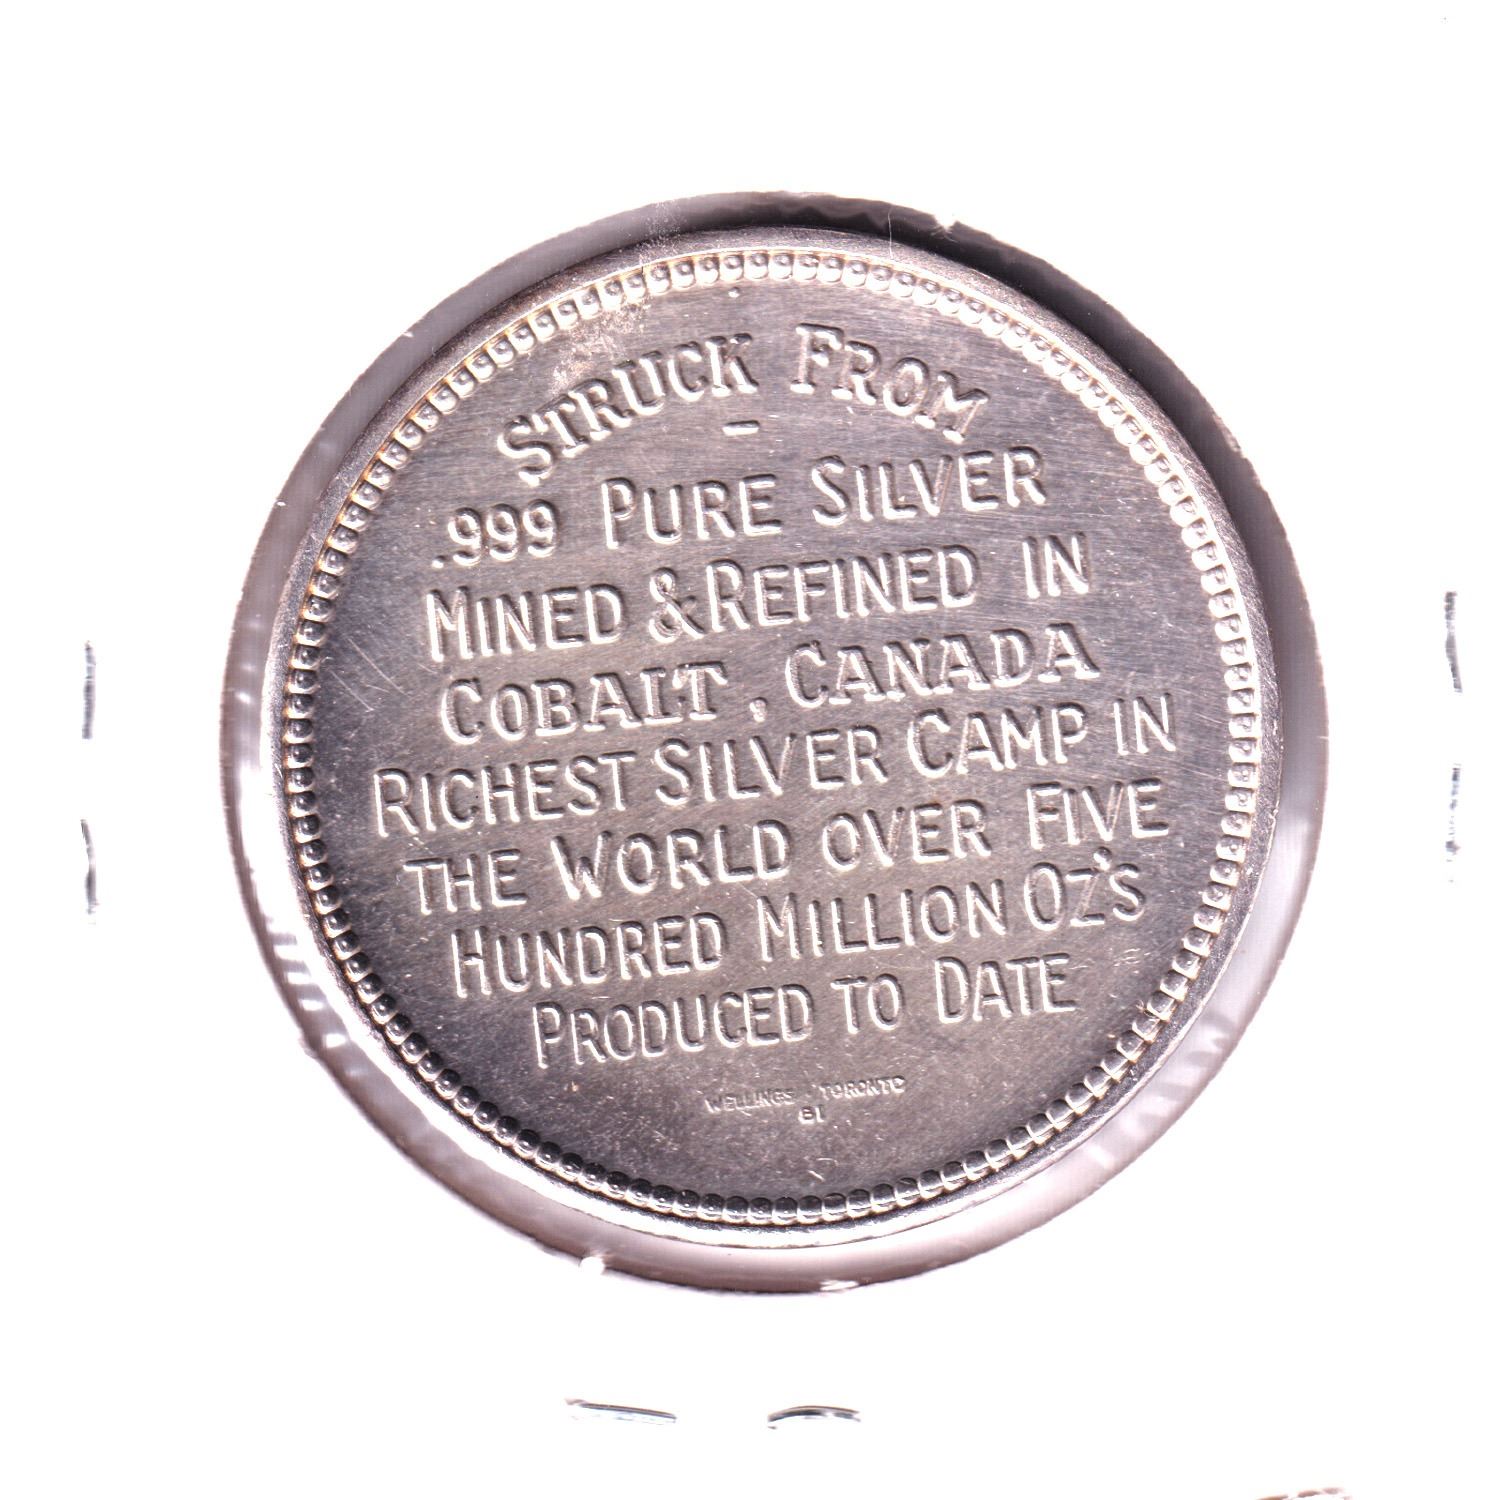 STRUCK FROM
-
.999 PURE SILVER
MINED & REFINED IN
COBALT, CANADA
RICHEST SILVER CAMP IN
THE WORLD OVER FIVE
HUNDRED MILLION OZ'S
PRODUCED TO DATE
WELLINGS · TORONTO
81